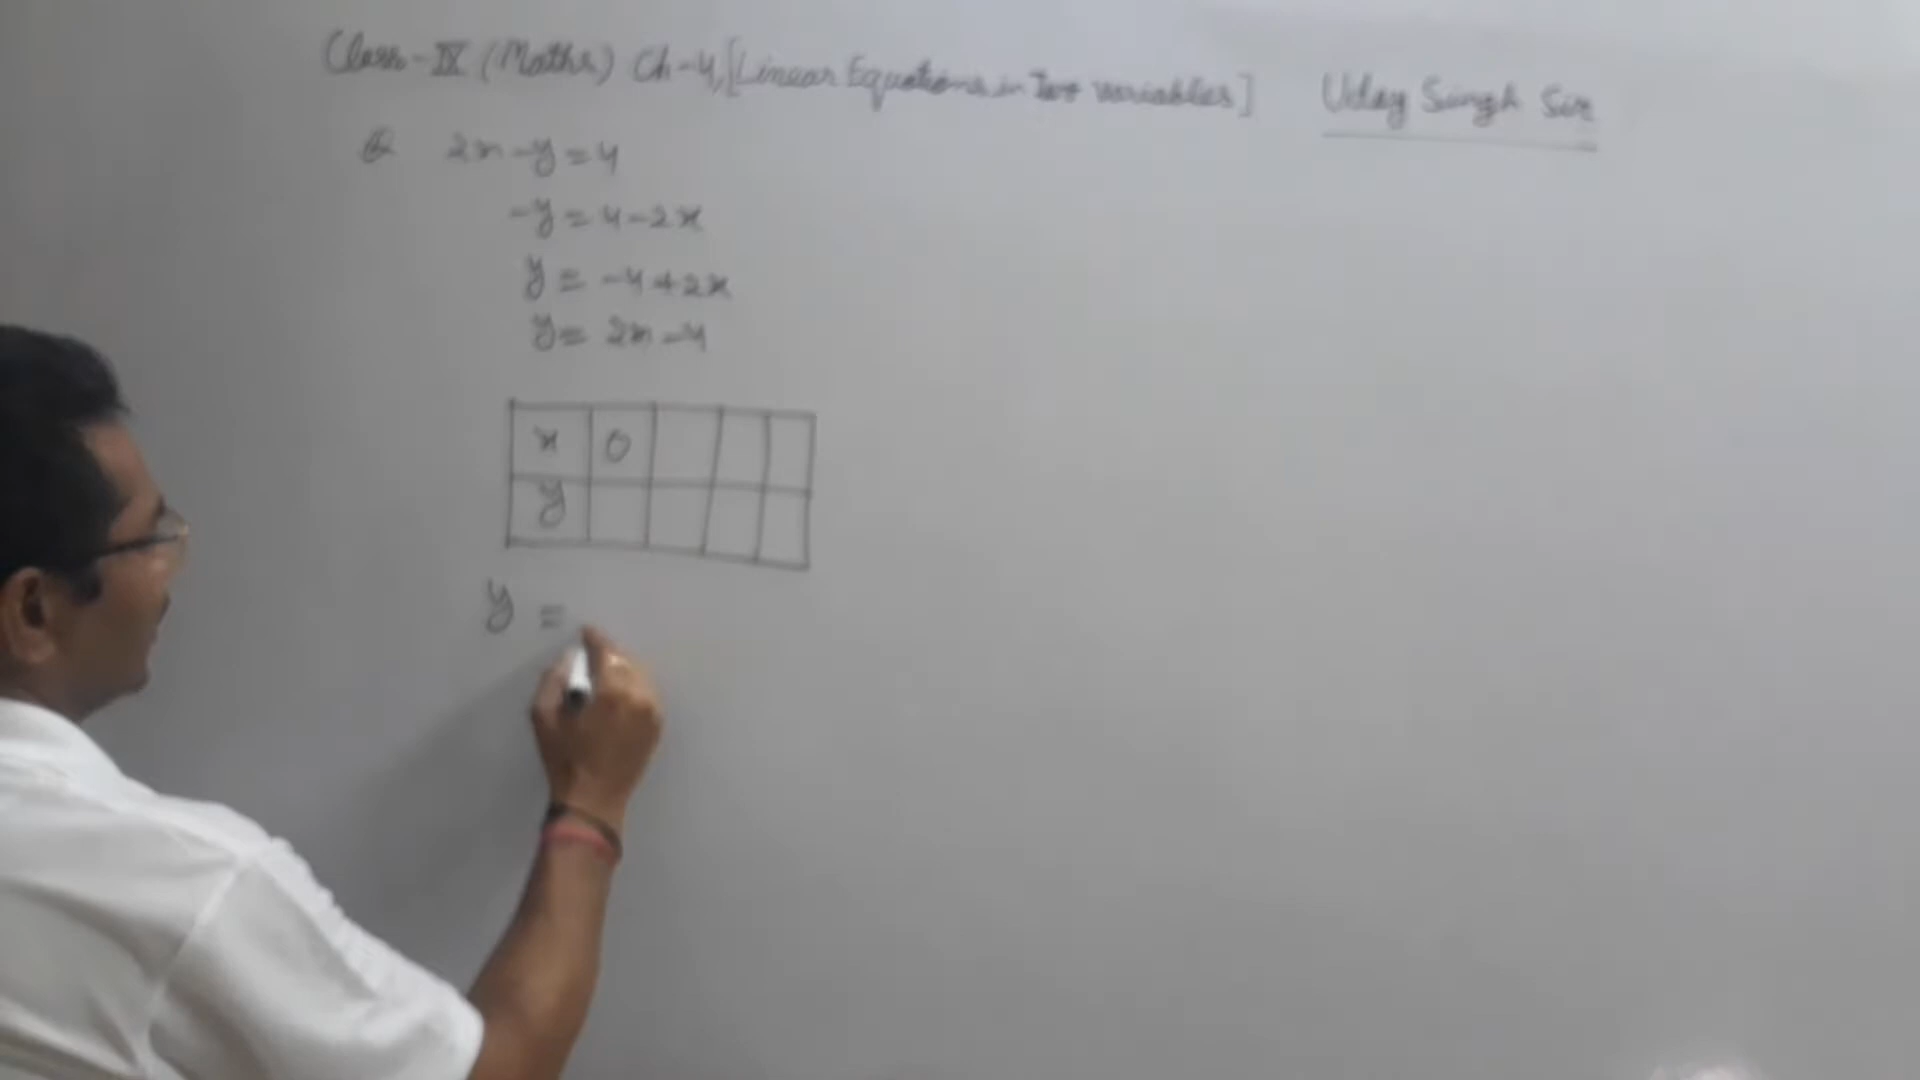 Class-IX (Maths) Ch-4, [Linear Equations in Two variables]
Uday Singh Sir
Q 2x-y=4
-y=4-2x
y=-4+2x
y=2x-4
x 0
y
y =